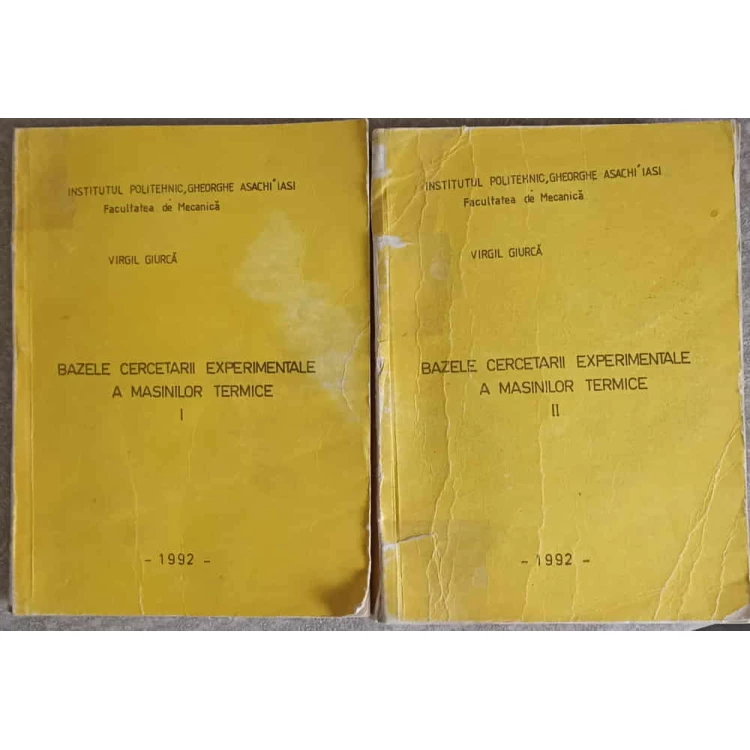 INSTITUTUL POLITEHNIC„GHEORGHE ASACHI" IASI
Facultatea de Mecanică
VIRGIL GIURCĂ
BAZELE CERCETARII EXPERIMENTALE
A MASINILOR TERMICE
I
- 1992 -
INSTITUTUL POLITEHNIC„GHEORGHE ASACHI" IASI
Facultatea de Mecanică
VIRGIL GIURCĂ
BAZELE CERCETARII EXPERIMENTALE
A MASINILOR TERMICE
II
- 1992 -